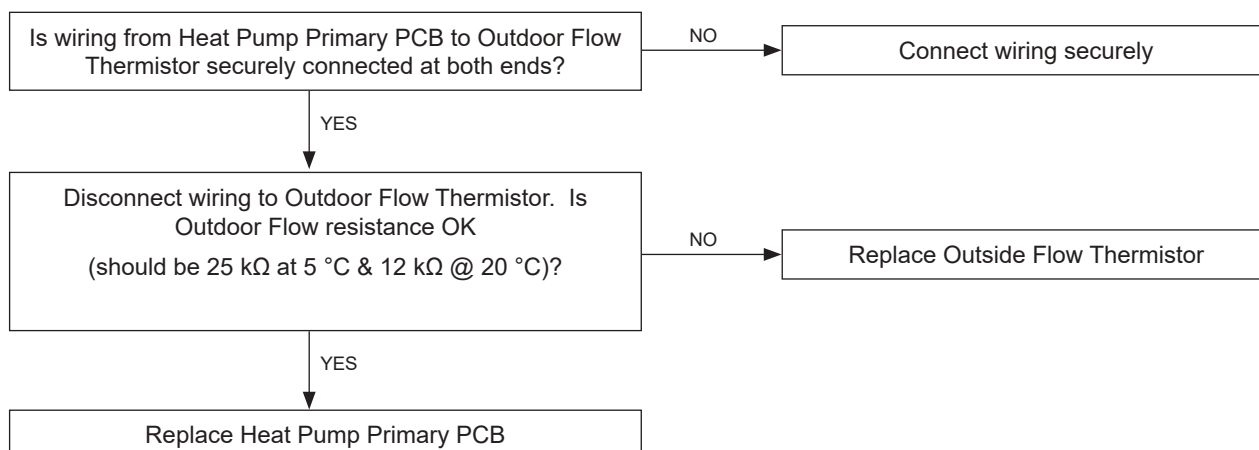 Is wiring from Heat Pump Primary PCB to Outdoor Flow
Thermistor securely connected at both ends?
NO
Connect wiring securely
YES
Disconnect wiring to Outdoor Flow Thermistor.  Is
Outdoor Flow resistance OK
(should be 25 kΩ at 5 °C & 12 kΩ @ 20 °C)?
NO
Replace Outside Flow Thermistor
YES
Replace Heat Pump Primary PCB